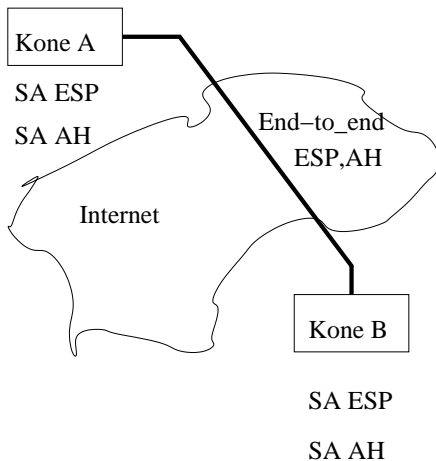 Kone A
SA ESP
SA AH
End-to_end
ESP,AH
Internet
Kone B
SA ESP
SA AH